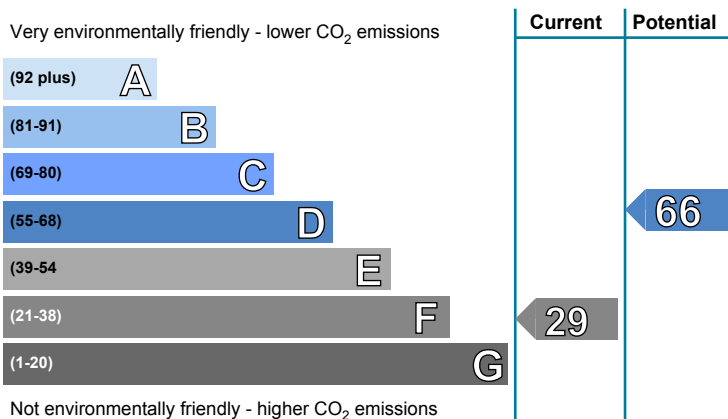 Current Potential
Very environmentally friendly - lower CO₂ emissions
(92 plus) A
(81-91) B
(69-80) C
(55-68) D
66
(39-54 E
(21-38) F
29
(1-20) G
Not environmentally friendly - higher CO₂ emissions